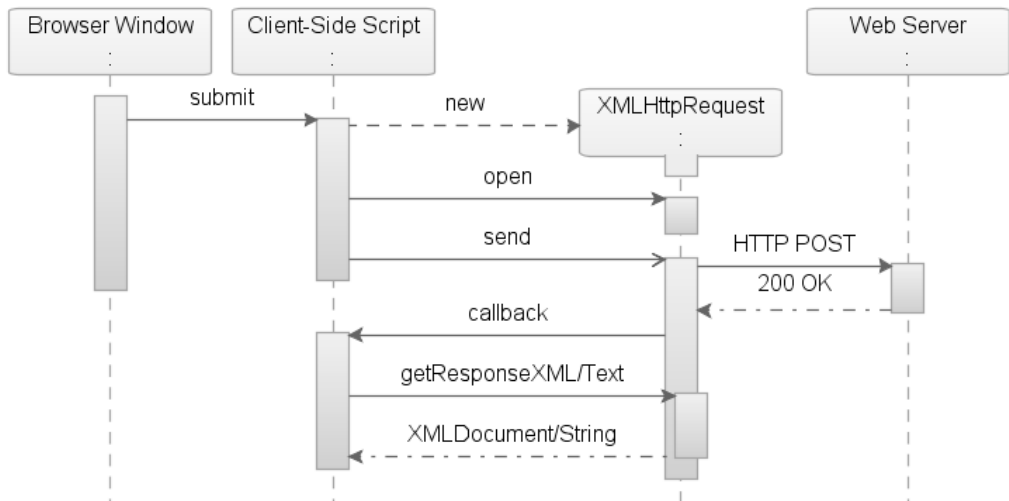 Browser Window
:
Client-Side Script
:
Web Server
:
submit
new
XMLHttpRequest
:
open
send
HTTP POST
200 OK
callback
getResponseXML/Text
XMLDocument/String